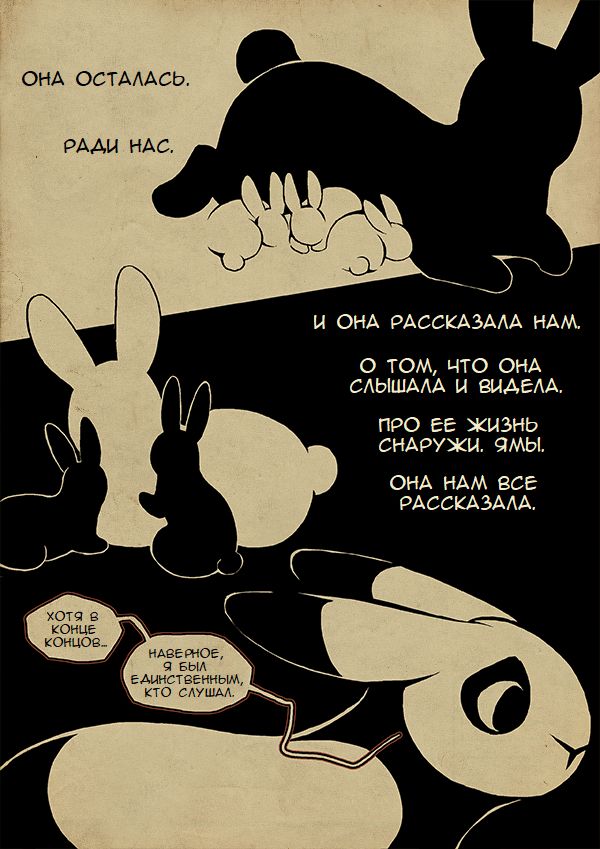 ОНА ОСТАЛАСЬ.
РАДИ НАС.
И ОНА РАССКАЗАЛА НАМ.
О ТОМ, ЧТО ОНА
СЛЫШАЛА И ВИДЕЛА.
ПРО ЕЕ ЖИЗНЬ
СНАРУЖИ. ЯМЫ.
ОНА НАМ ВСЕ
РАССКАЗАЛА.
ХОТЯ В
КОНЦЕ
КОНЦОВ...
НАВЕРНОЕ,
Я БЫЛ
ЕДИНСТВЕННЫМ,
КТО СЛУШАЛ.